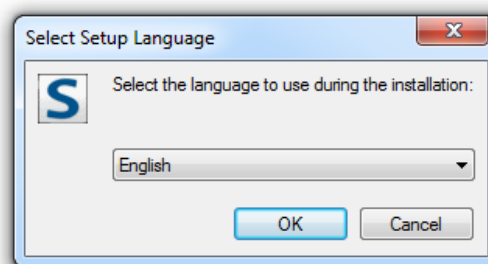 Select Setup Language
S
Select the language to use during the installation:
English
OK
Cancel